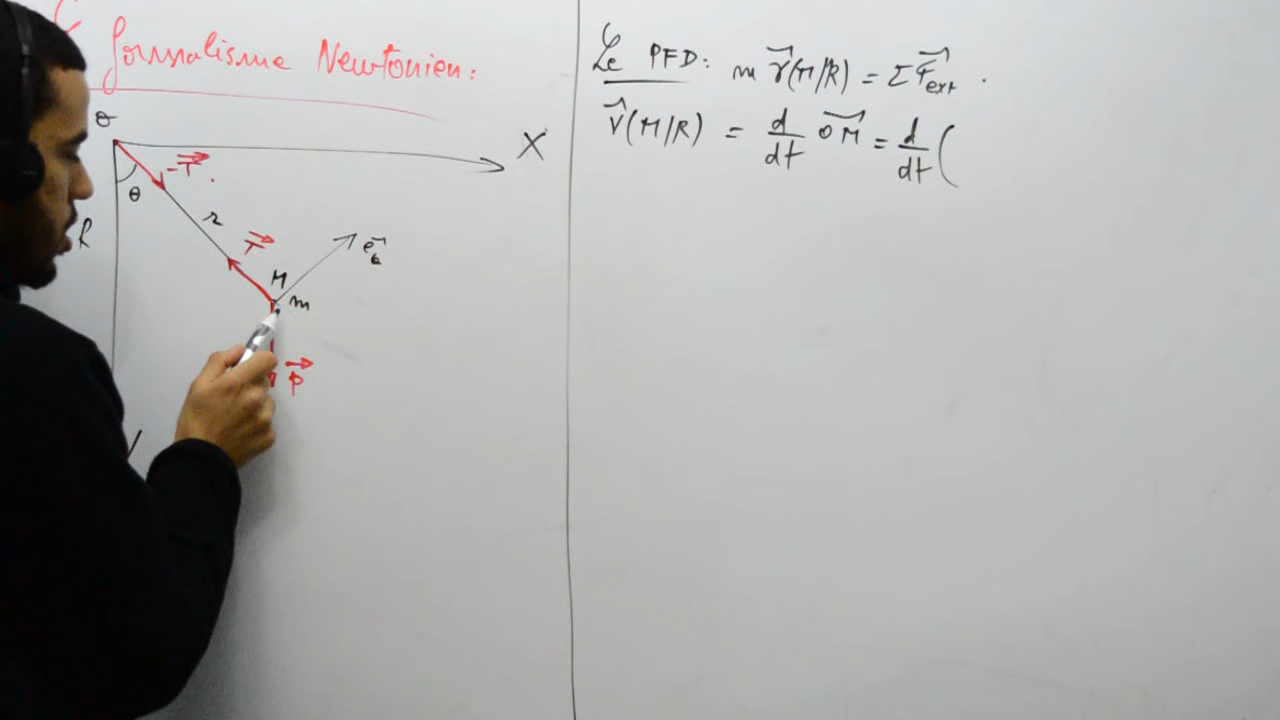 formalisme Newtonien:
Le PFD: m γ⃗(M/R) = Σ F⃗ext .
V⃗(M/R) = d/dt OM⃗ = d/dt (
O
X
-T⃗
θ
r
R
T⃗
e⃗θ
M
m
P⃗